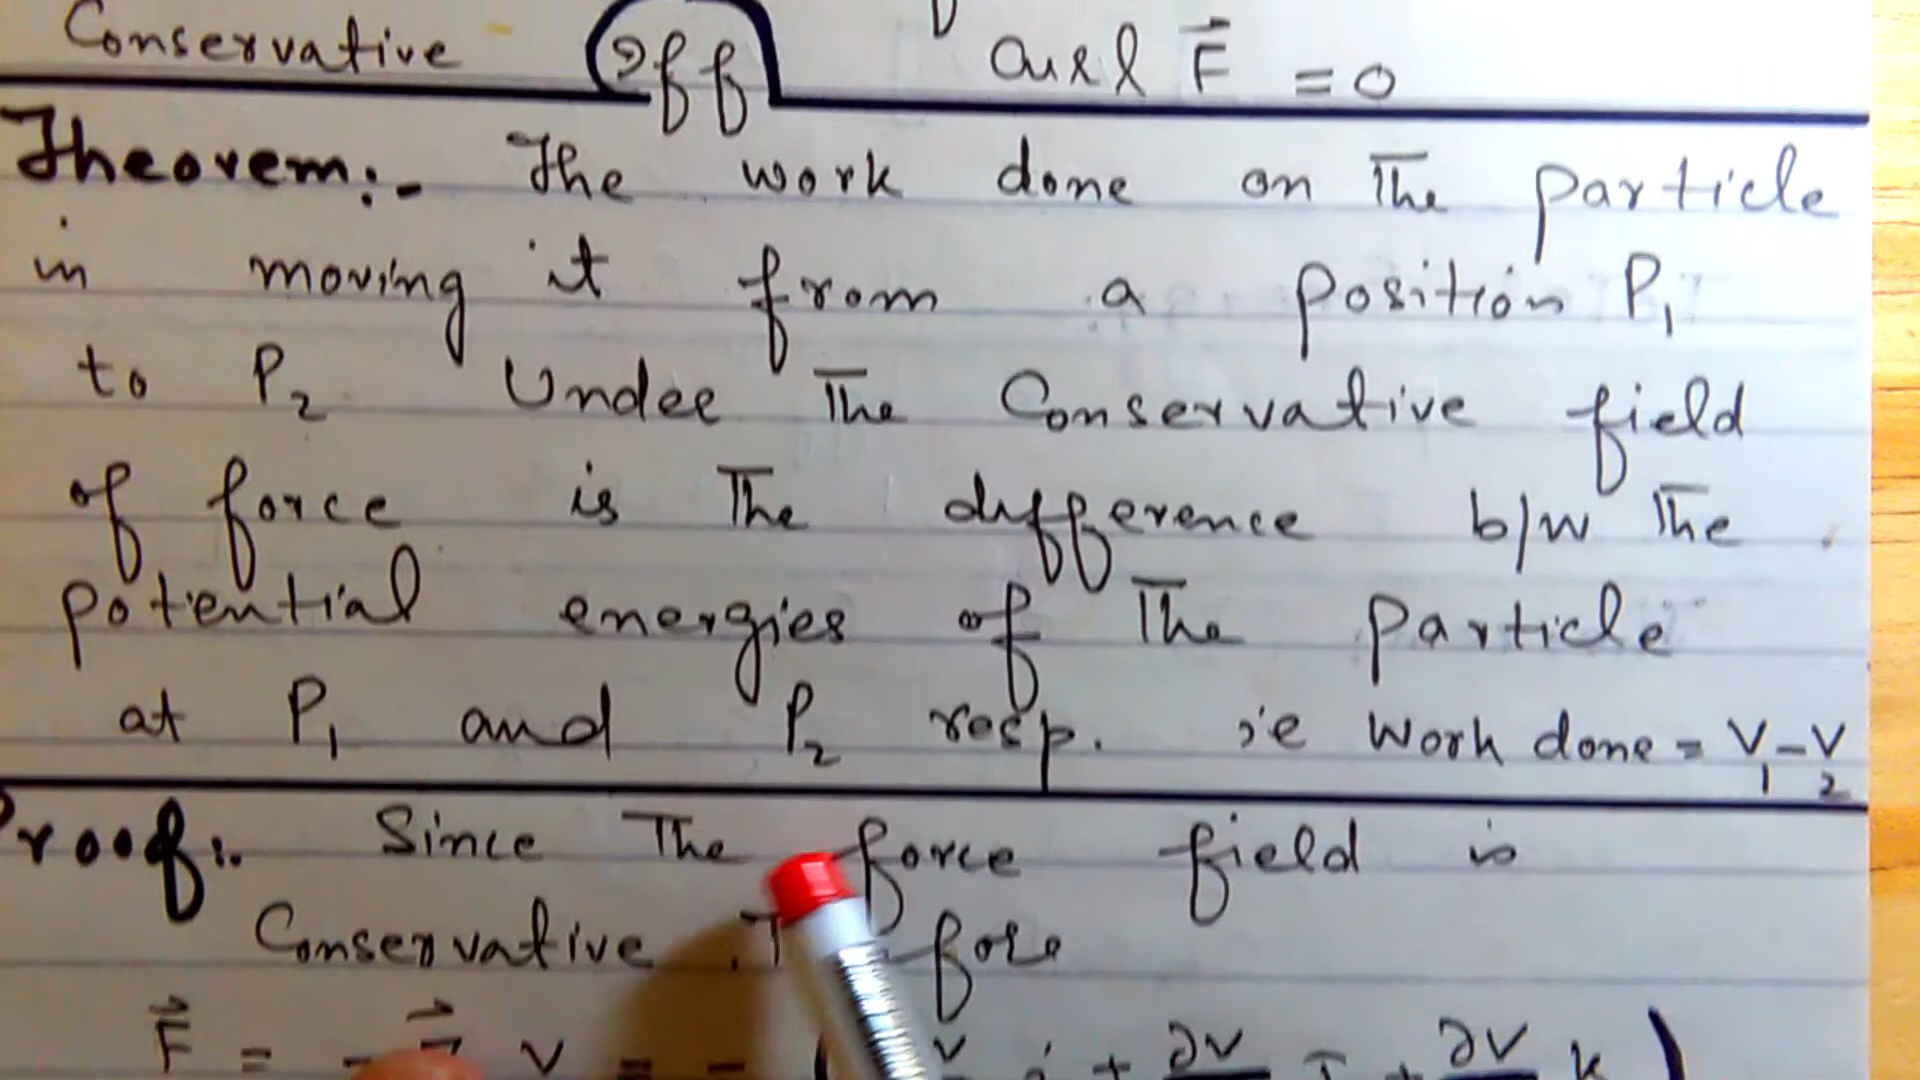 Conservative iff Curl F⃗ = 0
Theorem:- The work done on The particle
in moving it from a position P₁
to P₂ Under The Conservative field
of force is The difference b/w The
potential energies of The particle
at P₁ and P₂ resp. ie Work done = V₁-V₂
Proof:. Since The force field is
Conservative.
F⃗ = - V = - ( i + ∂V + ∂V k )